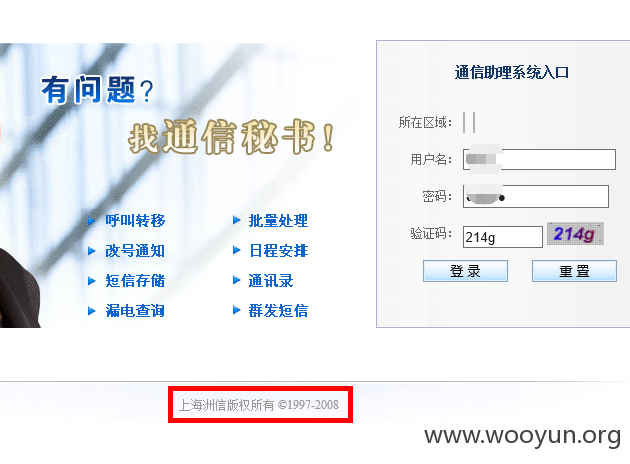 有问题?
找通信秘书!
呼叫转移 批量处理
改号通知 日程安排
短信存储 通讯录
漏电查询 群发短信
通信助理系统入口
所在区域:
用户名:
密码:
验证码: 214g 214g
登 录 重 置
上海洲信版权所有 ©1997-2008
www.wooyun.org